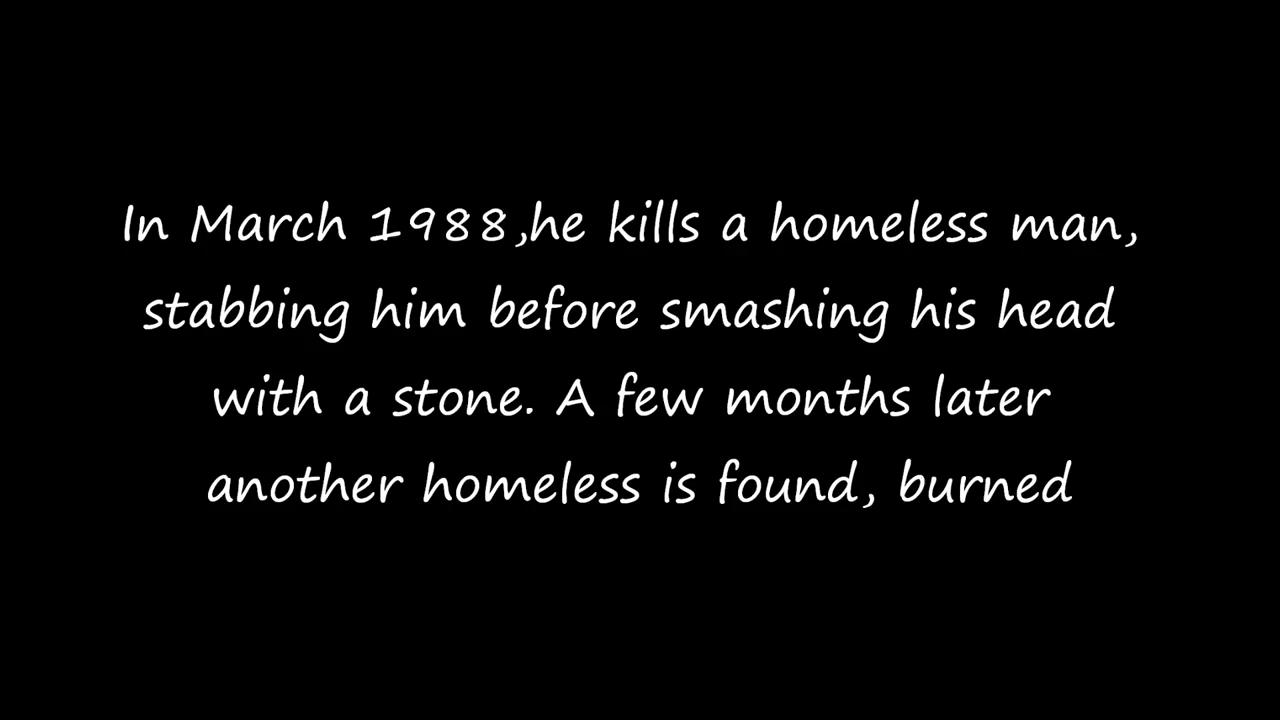 In March 1988,he kills a homeless man,
stabbing him before smashing his head
with a stone. A few months later
another homeless is found, burned